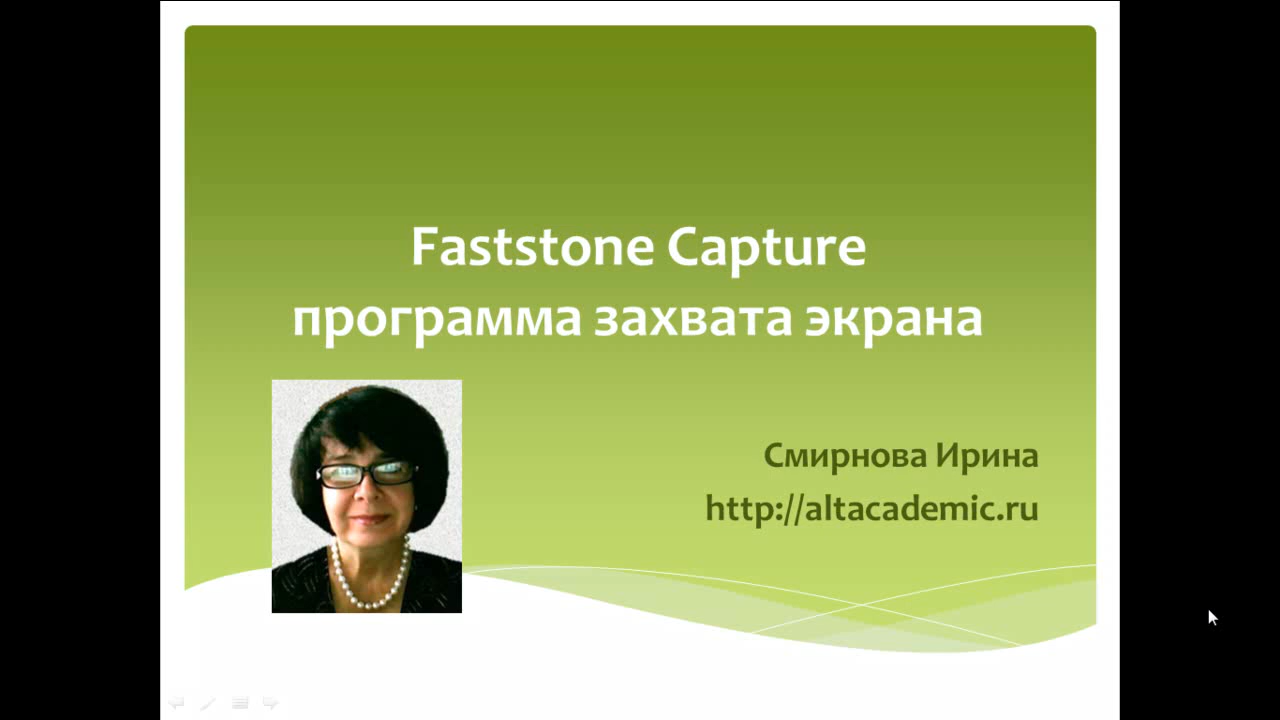 Faststone Capture
программа захвата экрана
Смирнова Ирина
http://altacademic.ru